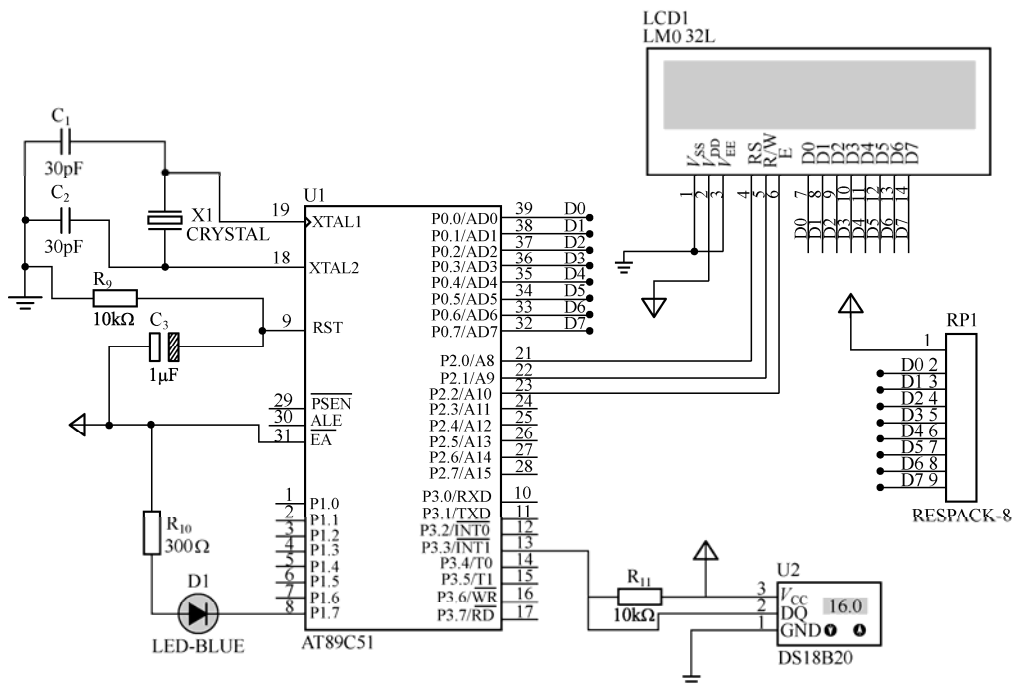 LCD1
LM032L
VSS
VDD
VEE
RS
R/W
E
D0
D1
D2
D3
D4
D5
D6
D7
1
2
3
4
5
6
7
8
9
10
11
12
13
14
D0
D1
D2
D3
D4
D5
D6
D7
C1
30pF
C2
30pF
X1
CRYSTAL
R9
10kΩ
C3
1μF
R10
300Ω
D1
LED-BLUE
U1
19 XTAL1
18 XTAL2
9 RST
29 PSEN
30 ALE
31 EA
1 P1.0
2 P1.1
3 P1.2
4 P1.3
5 P1.4
6 P1.5
7 P1.6
8 P1.7
P0.0/AD0 39 D0
P0.1/AD1 38 D1
P0.2/AD2 37 D2
P0.3/AD3 36 D3
P0.4/AD4 35 D4
P0.5/AD5 34 D5
P0.6/AD6 33 D6
P0.7/AD7 32 D7
P2.0/A8 21
P2.1/A9 22
P2.2/A10 23
P2.3/A11 24
P2.4/A12 25
P2.5/A13 26
P2.6/A14 27
P2.7/A15 28
P3.0/RXD 10
P3.1/TXD 11
P3.2/INT0 12
P3.3/INT1 13
P3.4/T0 14
P3.5/T1 15
P3.6/WR 16
P3.7/RD 17
AT89C51
RP1
1
D0 2
D1 3
D2 4
D3 5
D4 6
D5 7
D6 8
D7 9
RESPACK-8
R11
10kΩ
U2
3 VCC
2 DQ
1 GND
16.0
DS18B20